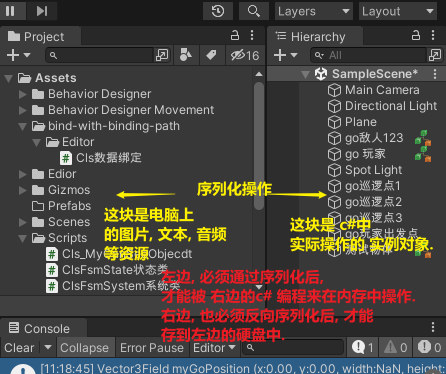 Layers
Layout
Project
Hierarchy
16
All
Assets
Behavior Designer
Behavior Designer Movement
bind-with-binding-path
Editor
Cls数据绑定
Edior
Gizmos
Prefabs
Scenes
Scripts
Cls_My
Objecdt
ClsFsmState状态类
ClsFsmSystem系统类
SampleScene*
Main Camera
Directional Light
Plane
go敌人123
go 玩家
Spot Light
go巡逻点1
go巡逻点2
go巡逻点3
go玩家出发点
测试物体
序列化操作
这块是电脑上
的图片, 文本, 音频
等资源
这块是 c#中
实际操作的 实例对象.
左边, 必须通过序列化后,
才能被 右边的c# 编程来在内存中操作.
右边, 也必须反向序列化后, 才能
存到左边的硬盘中.
Console
Clear
Collapse
Error Pause
Editor
1
0
0
[11:18:45] Vector3Field myGoPosition (x:0.00, y:0.00, width:NaN, height: